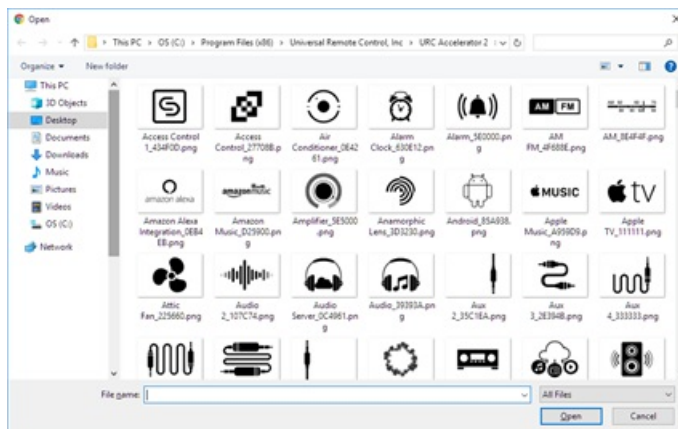 Open
This PC > OS (C:) > Program Files (x86) > Universal Remote Control, Inc > URC Accelerator 2
Organize
New folder
This PC
3D Objects
Desktop
Documents
Downloads
Music
Pictures
Videos
OS (C:)
Network
AM FM
amazon alexa
amazon music
MUSIC
tv
Access Control
1_434F0D.png
Access
Control_27708B.p
ng
Air
Conditioner_0E42
61.png
Alarm
Clock_630E12.pn
g
Alarm_5E0000.pn
g
AM
FM_4F688E.png
AM_8E4F4F.png
Amazon Alexa
Integration_0EB4
EB.png
Amazon
Music_D25900.pn
g
Amplifier_5E5000
.png
Anamorphic
Lens_3D3230.png
Android_85A938.
png
Apple
Music_A959D9.p
ng
Apple
TV_111111.png
Attic
Fan_225660.png
Audio
2_107C74.png
Audio
Server_0C4961.pn
g
Audio_39393A.pn
g
Aux
2_35C1EA.png
Aux
3_2E394B.png
Aux
4_333333.png
File name:
All Files
Open
Cancel